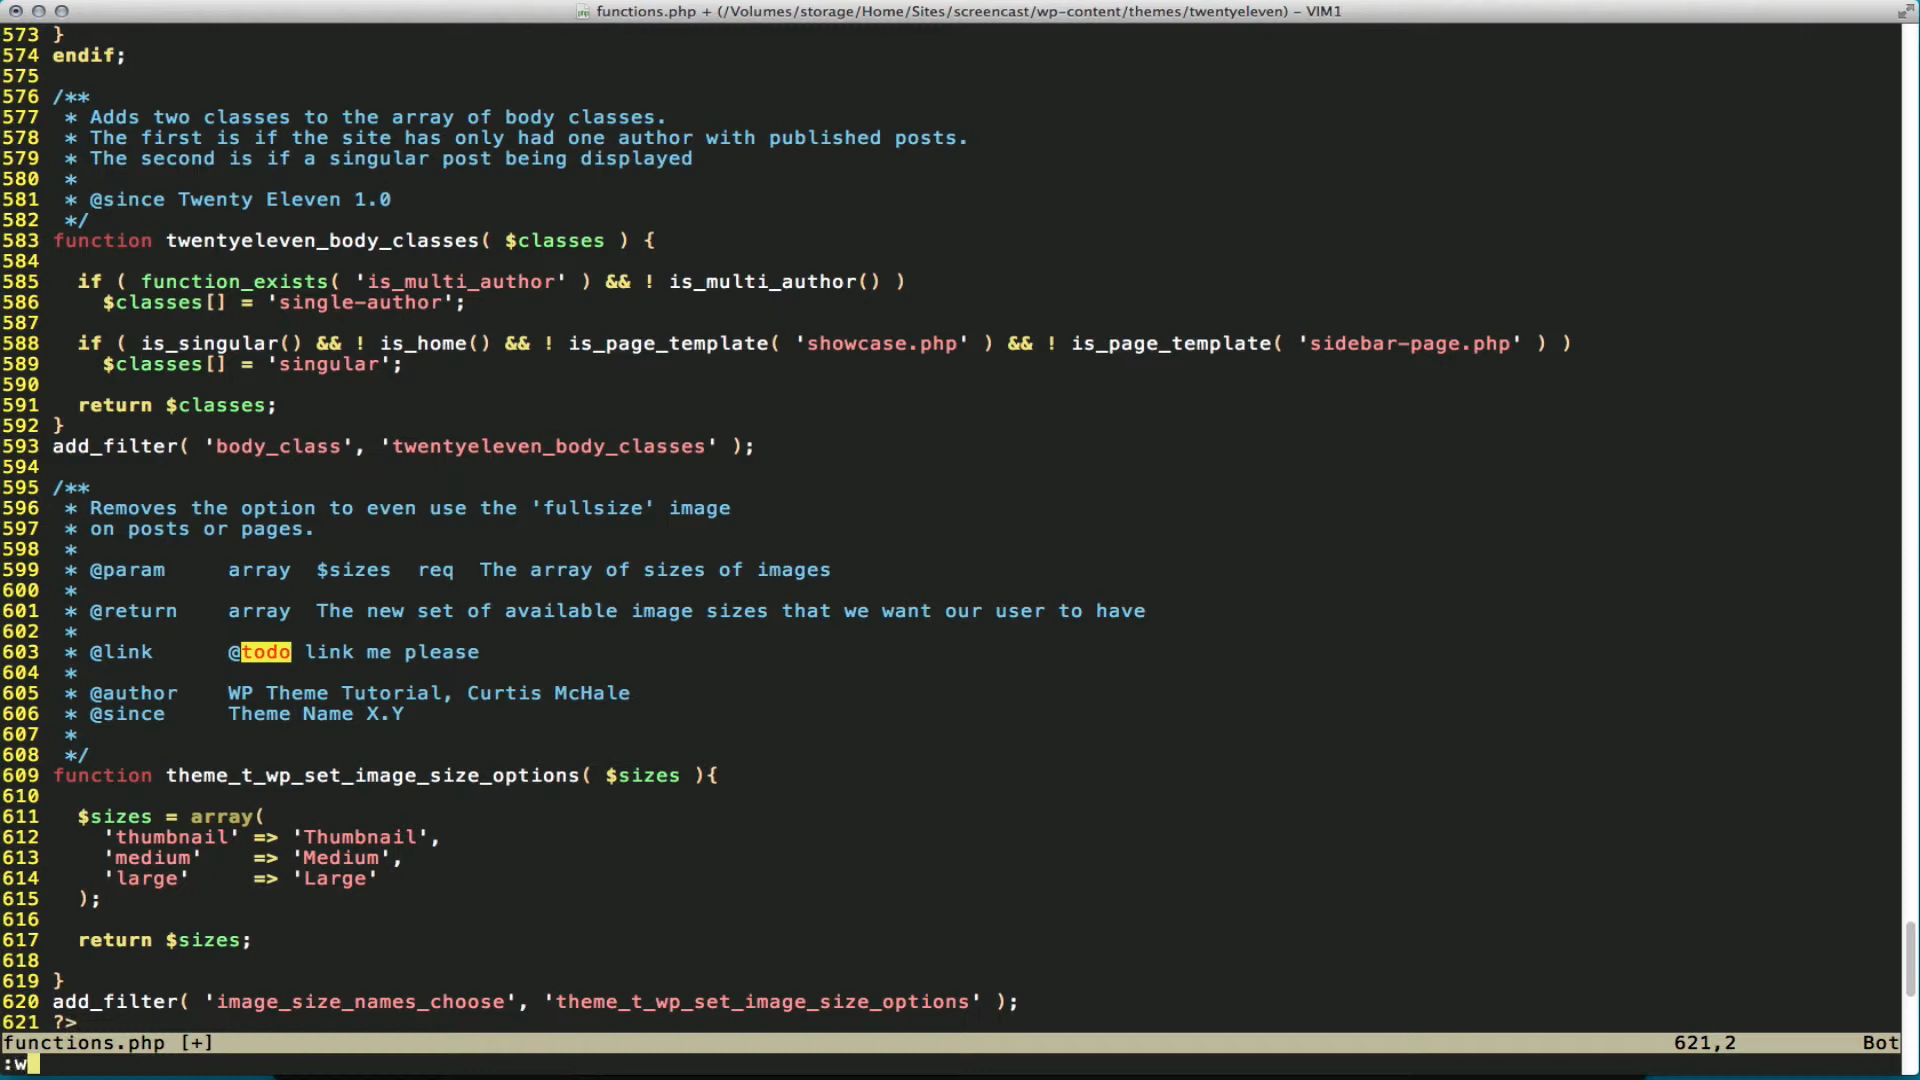 functions.php + (/Volumes/storage/Home/Sites/screencast/wp-content/themes/twentyeleven) - VIM1
573 }
574 endif;
575
576 /**
577  * Adds two classes to the array of body classes.
578  * The first is if the site has only had one author with published posts.
579  * The second is if a singular post being displayed
580  *
581  * @since Twenty Eleven 1.0
582  */
583 function twentyeleven_body_classes( $classes ) {
584
585   if ( function_exists( 'is_multi_author' ) && ! is_multi_author() )
586     $classes[] = 'single-author';
587
588   if ( is_singular() && ! is_home() && ! is_page_template( 'showcase.php' ) && ! is_page_template( 'sidebar-page.php' ) )
589     $classes[] = 'singular';
590
591   return $classes;
592 }
593 add_filter( 'body_class', 'twentyeleven_body_classes' );
594
595 /**
596  * Removes the option to even use the 'fullsize' image
597  * on posts or pages.
598  *
599  * @param     array  $sizes  req  The array of sizes of images
600  *
601  * @return    array  The new set of available image sizes that we want our user to have
602  *
603  * @link      @todo link me please
604  *
605  * @author    WP Theme Tutorial, Curtis McHale
606  * @since     Theme Name X.Y
607  *
608  */
609 function theme_t_wp_set_image_size_options( $sizes ){
610
611   $sizes = array(
612     'thumbnail' => 'Thumbnail',
613     'medium'    => 'Medium',
614     'large'     => 'Large'
615   );
616
617   return $sizes;
618
619 }
620 add_filter( 'image_size_names_choose', 'theme_t_wp_set_image_size_options' );
621 ?>
functions.php [+] 621,2 Bot
:w